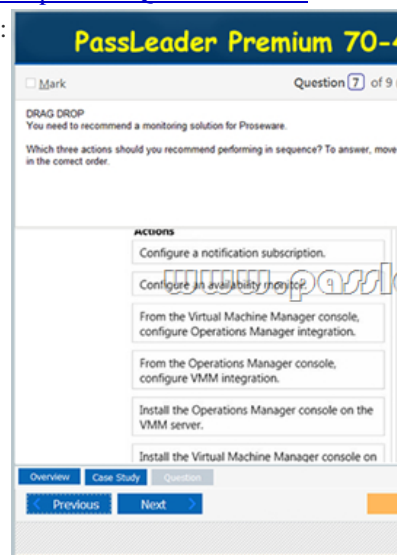 :
PassLeader Premium 70-4
Mark
Question 7 of 9
DRAG DROP
You need to recommend a monitoring solution for Proseware.
Which three actions should you recommend performing in sequence? To answer, move
in the correct order.
Actions
Configure a notification subscription.
Configure an availability monitor.
www.passl
From the Virtual Machine Manager console,
configure Operations Manager integration.
From the Operations Manager console,
configure VMM integration.
Install the Operations Manager console on the
VMM server.
Install the Virtual Machine Manager console on
Overview Case Study Question
Previous Next